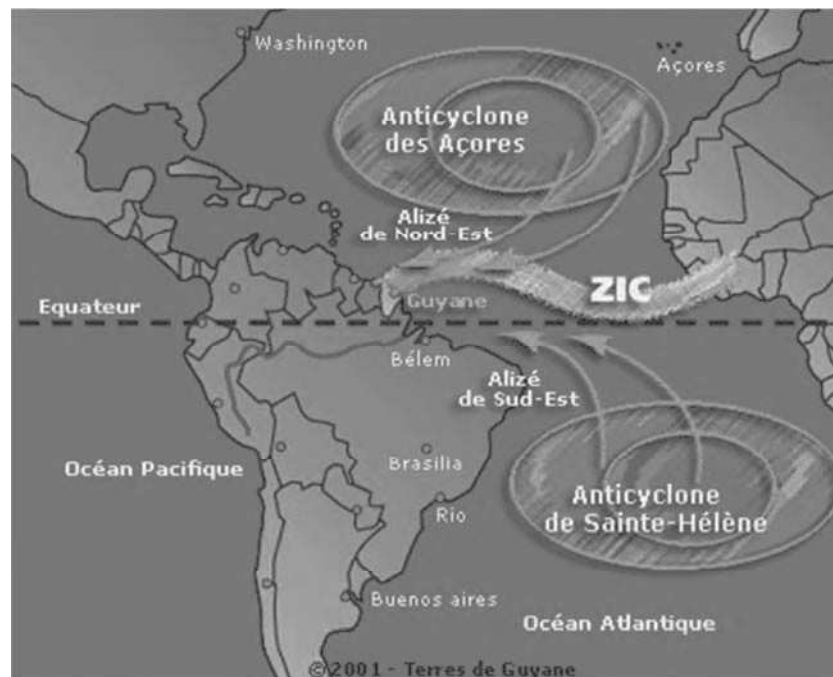 Washington
Açores
Anticyclone
des Açores
Alizé
de Nord-Est
ZIC
Guyane
Equateur
Bélem
Alizé
de Sud-Est
Océan Pacifique
Brasília
Anticyclone
de Sainte-Hélène
Rio
Buenos aires
Océan Atlantique
©2001 - Terres de Guyane